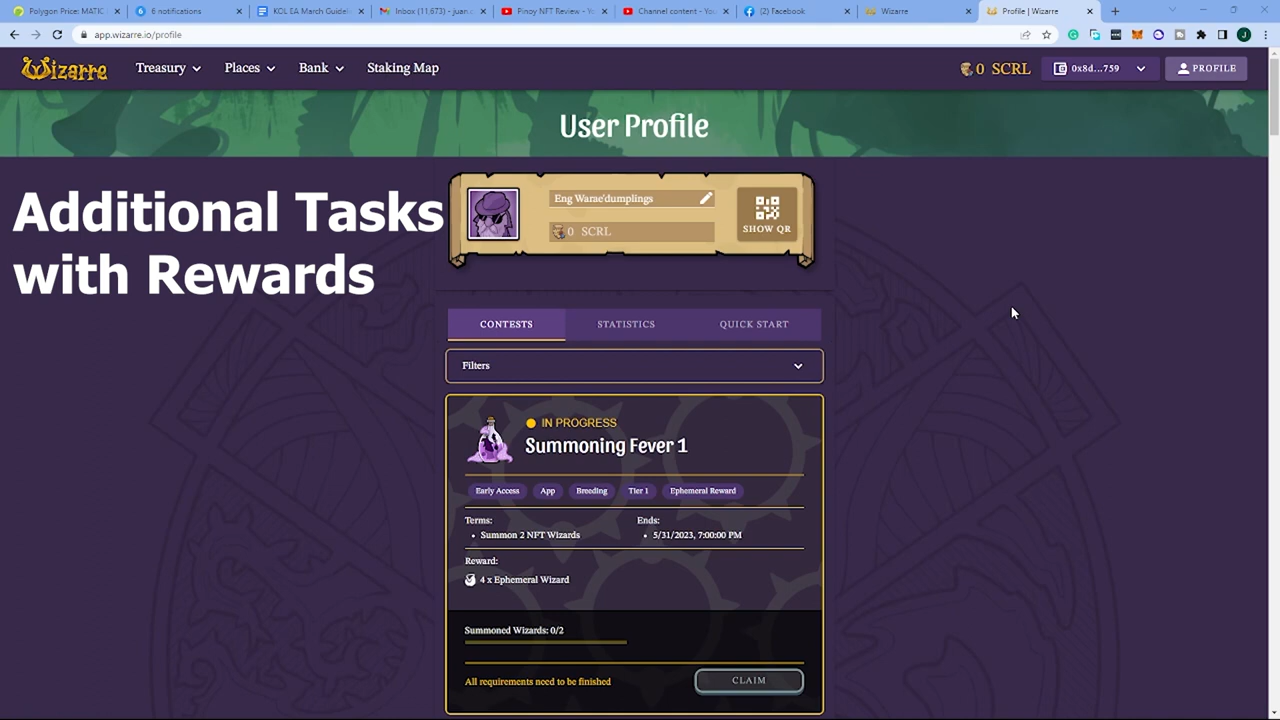 Polygon Price: MATIC
6 notifications
KOL EA March Guidel
Inbox (11,673) - juan.c
Pinoy NFT Review - Yo
Channel content - You
(2) Facebook
Wizarre
Profile | Wizarre
app.wizarre.io/profile
J
Wizarre
Treasury
Places
Bank
Staking Map
0 SCRL
0x8d...759
PROFILE
User Profile
Additional Tasks
with Rewards
Eng Warae'dumplings
0 SCRL
SHOW QR
CONTESTS
STATISTICS
QUICK START
Filters
IN PROGRESS
Summoning Fever 1
Early Access
App
Breeding
Tier 1
Ephemeral Reward
Terms:
• Summon 2 NFT Wizards
Ends:
• 5/31/2023, 7:00:00 PM
Reward:
4 x Ephemeral Wizard
Summoned Wizards: 0/2
All requirements need to be finished
CLAIM